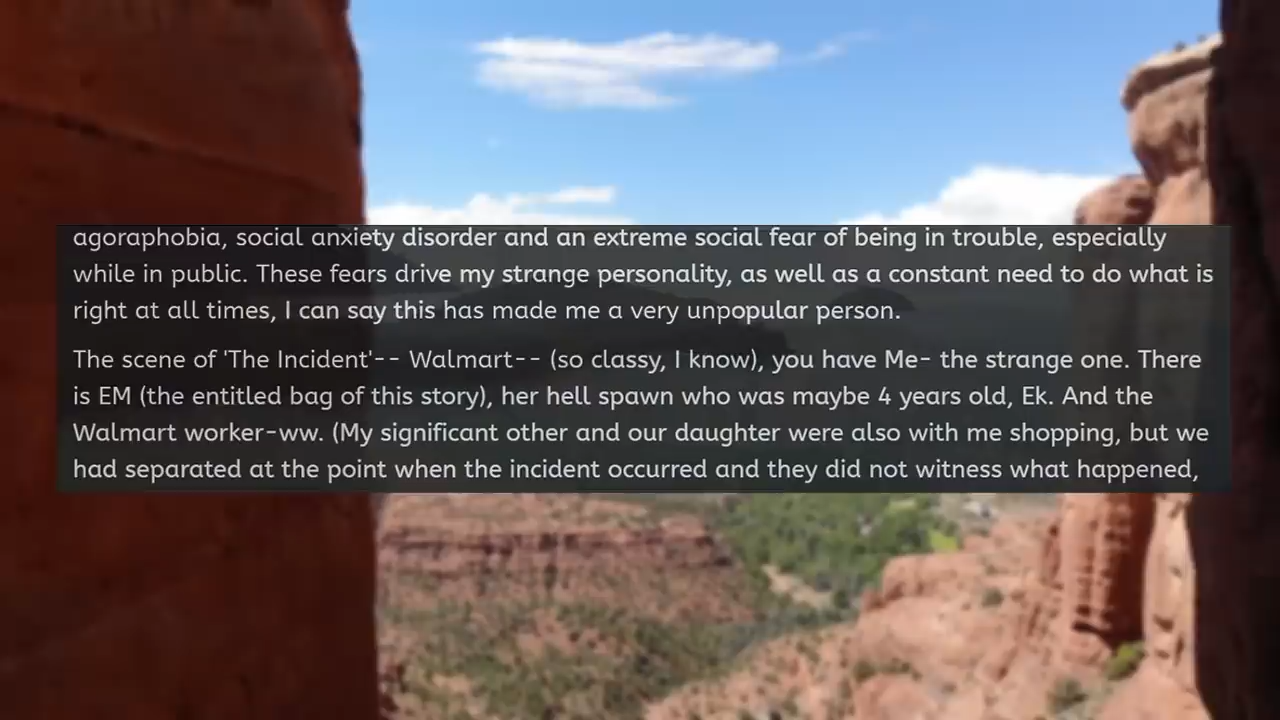 agoraphobia, social anxiety disorder and an extreme social fear of being in trouble, especially
while in public. These fears drive my strange personality, as well as a constant need to do what is
right at all times, I can say this has made me a very unpopular person.
The scene of 'The Incident'-- Walmart-- (so classy, I know), you have Me- the strange one. There
is EM (the entitled bag of this story), her hell spawn who was maybe 4 years old, Ek. And the
Walmart worker-ww. (My significant other and our daughter were also with me shopping, but we
had separated at the point when the incident occurred and they did not witness what happened,